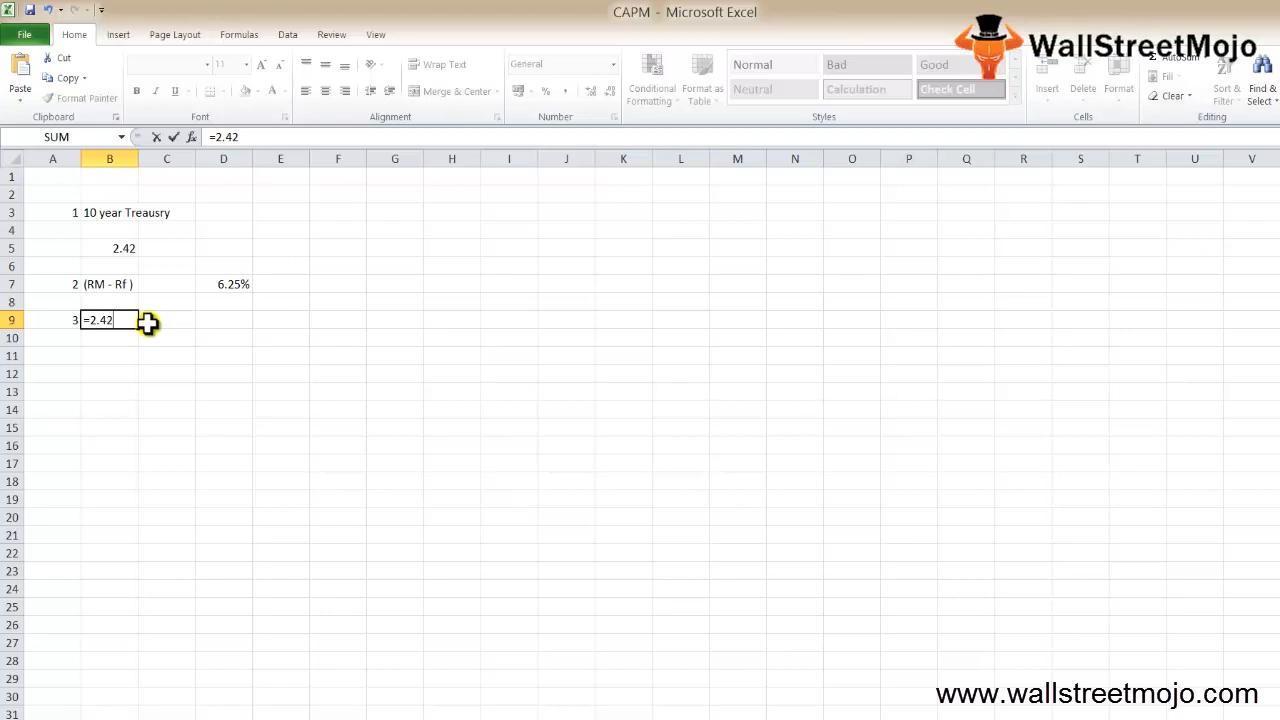 CAPM - Microsoft Excel
File Home Insert Page Layout Formulas Data Review View
WallStreetMojo
Paste
Cut
Copy
Format Painter
Clipboard
11
A A
B I U
A
Font
Wrap Text
Merge & Center
Alignment
General
%
Number
Conditional Formatting
Format as Table
Normal Bad Good
Neutral Calculation Check Cell
Styles
Insert Delete Format
Cells
AutoSum
Fill
Clear
Sort & Filter
Find & Select
Editing
SUM fx =2.42
A B C D E F G H I J K L M N O P Q R S T U V
1
2
3 1 10 year Treausry
4
5 2.42
6
7 2 (RM - Rf ) 6.25%
8
9 3 =2.42
10
11
12
13
14
15
16
17
18
19
20
21
22
23
24
25
26
27
28
29
30
31
www.wallstreetmojo.com